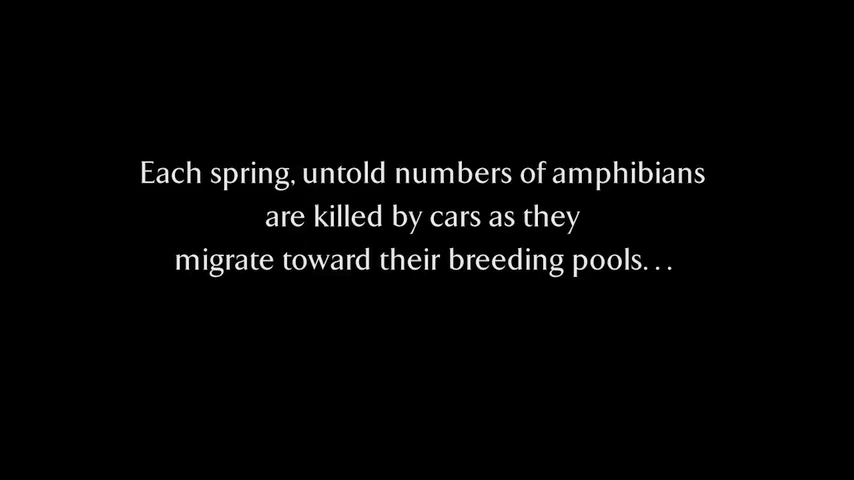 Each spring, untold numbers of amphibians
are killed by cars as they
migrate toward their breeding pools...